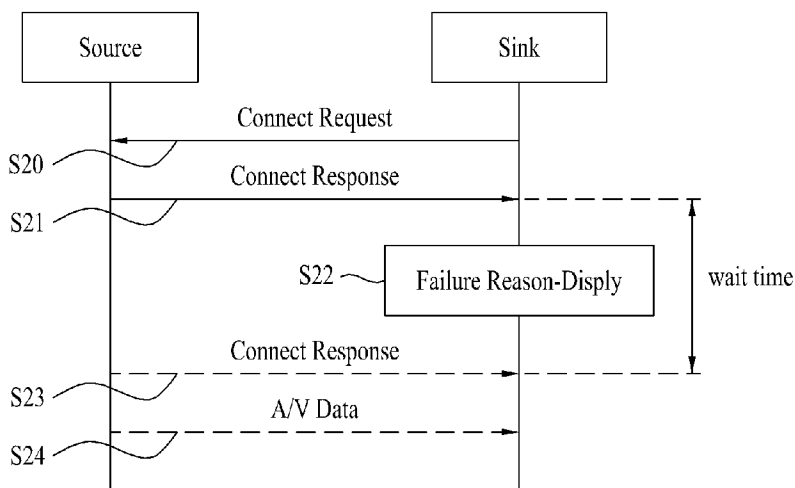 Source
Sink
Connect Request
S20
Connect Response
S21
S22
Failure Reason-Disply
wait time
Connect Response
S23
A/V Data
S24